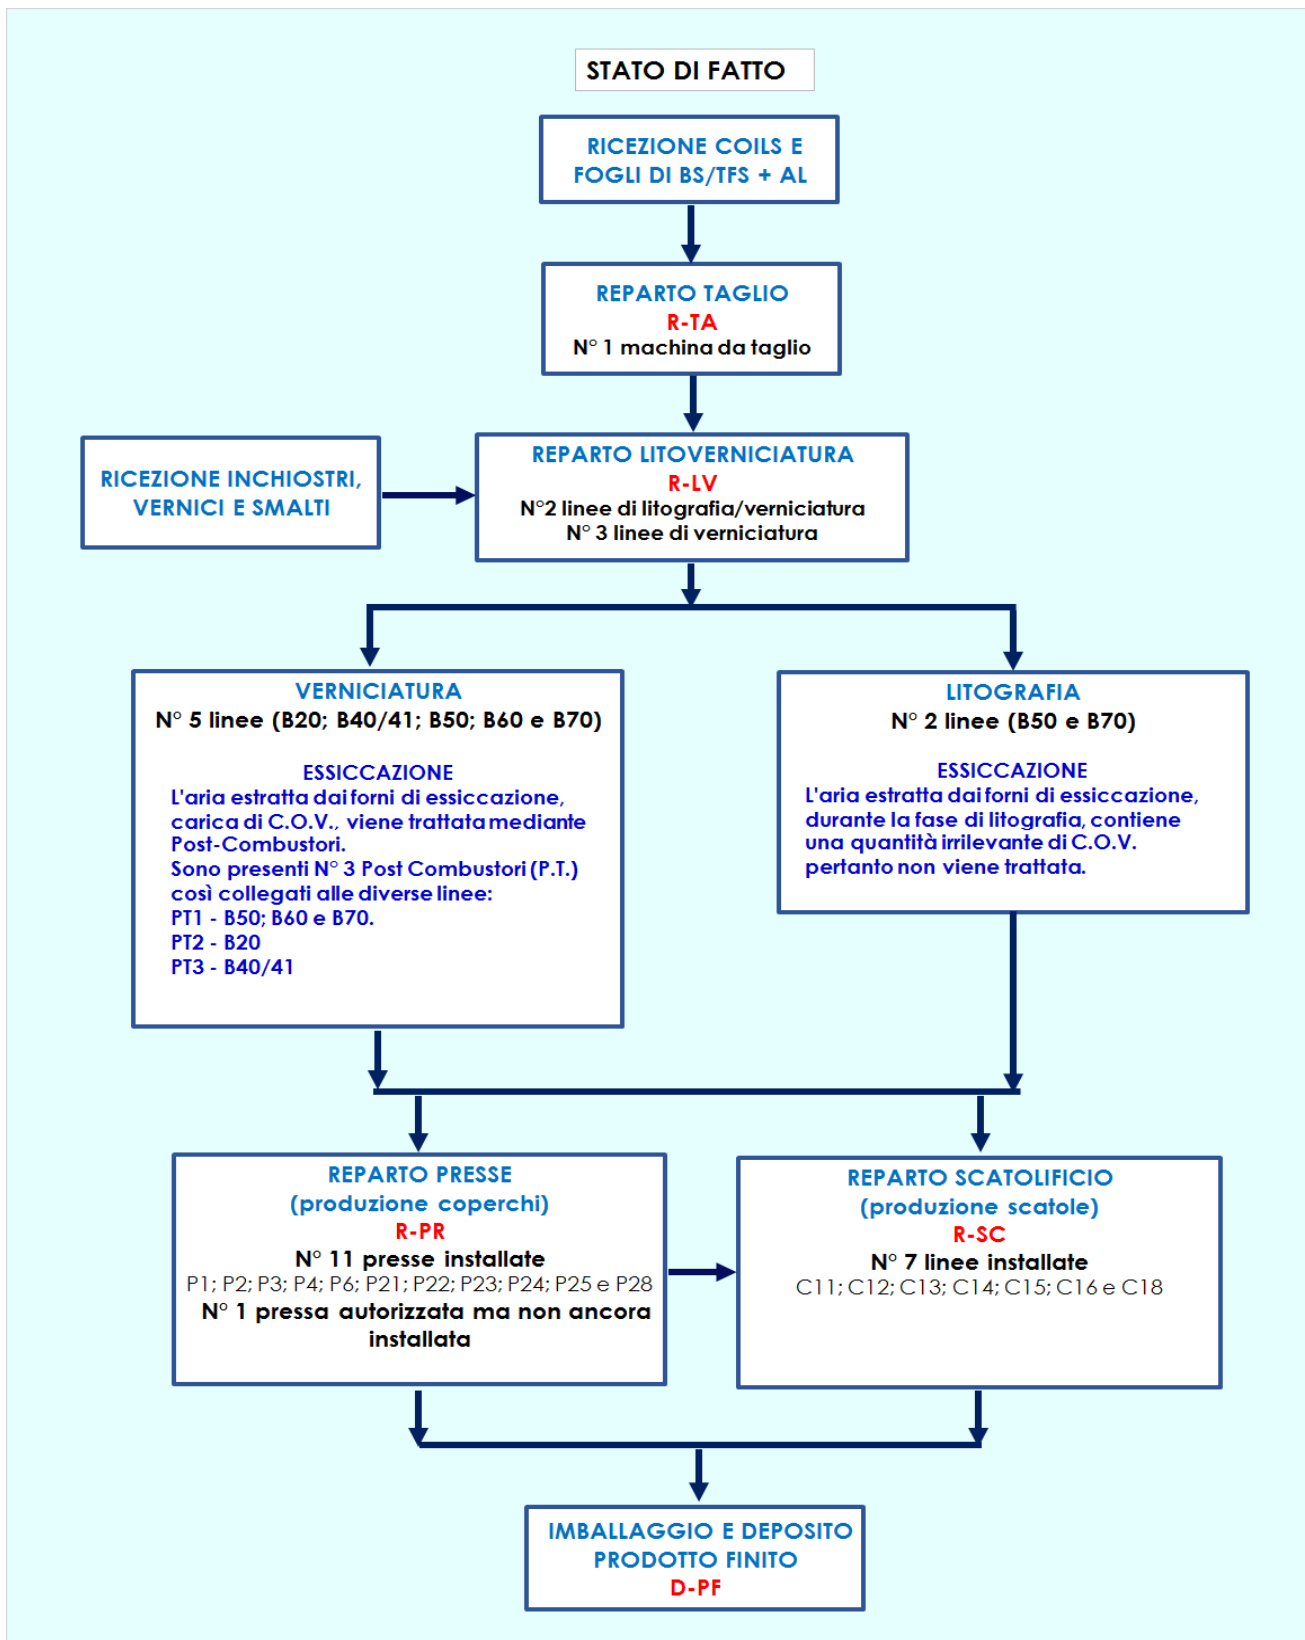 STATO DI FATTO
RICEZIONE COILS E
FOGLI DI BS/TFS + AL
REPARTO TAGLIO
R-TA
N° 1 machina da taglio
RICEZIONE INCHIOSTRI,
VERNICI E SMALTI
REPARTO LITOVERNICIATURA
R-LV
N°2 linee di litografia/verniciatura
N° 3 linee di verniciatura
VERNICIATURA
N° 5 linee (B20; B40/41; B50; B60 e B70)
ESSICCAZIONE
L'aria estratta dai forni di essiccazione,
carica di C.O.V., viene trattata mediante
Post-Combustori.
Sono presenti N° 3 Post Combustori (P.T.)
così collegati alle diverse linee:
PT1 - B50; B60 e B70.
PT2 - B20
PT3 - B40/41
LITOGRAFIA
N° 2 linee (B50 e B70)
ESSICCAZIONE
L'aria estratta dai forni di essiccazione,
durante la fase di litografia, contiene
una quantità irrilevante di C.O.V.
pertanto non viene trattata.
REPARTO PRESSE
(produzione coperchi)
R-PR
N° 11 presse installate
P1; P2; P3; P4; P6; P21; P22; P23; P24; P25 e P28
N° 1 pressa autorizzata ma non ancora
installata
REPARTO SCATOLIFICIO
(produzione scatole)
R-SC
N° 7 linee installate
C11; C12; C13; C14; C15; C16 e C18
IMBALLAGGIO E DEPOSITO
PRODOTTO FINITO
D-PF